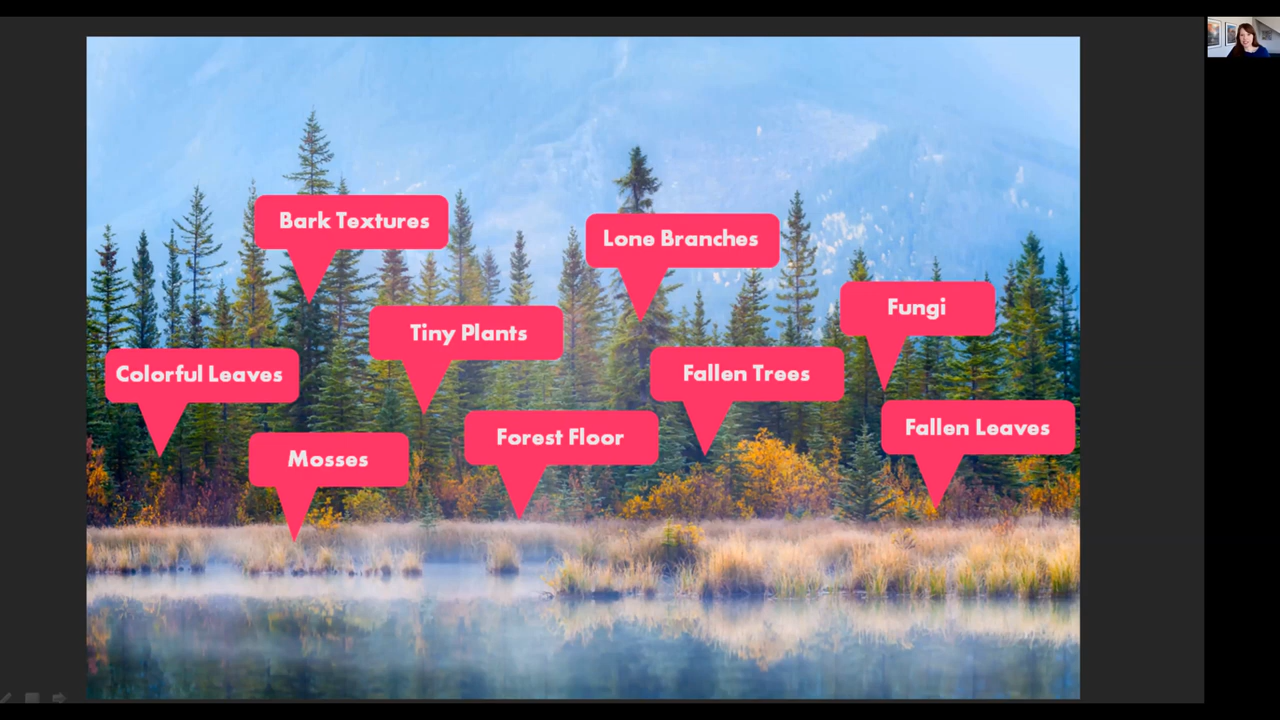 Bark Textures
Lone Branches
Fungi
Tiny Plants
Colorful Leaves
Fallen Trees
Fallen Leaves
Forest Floor
Mosses